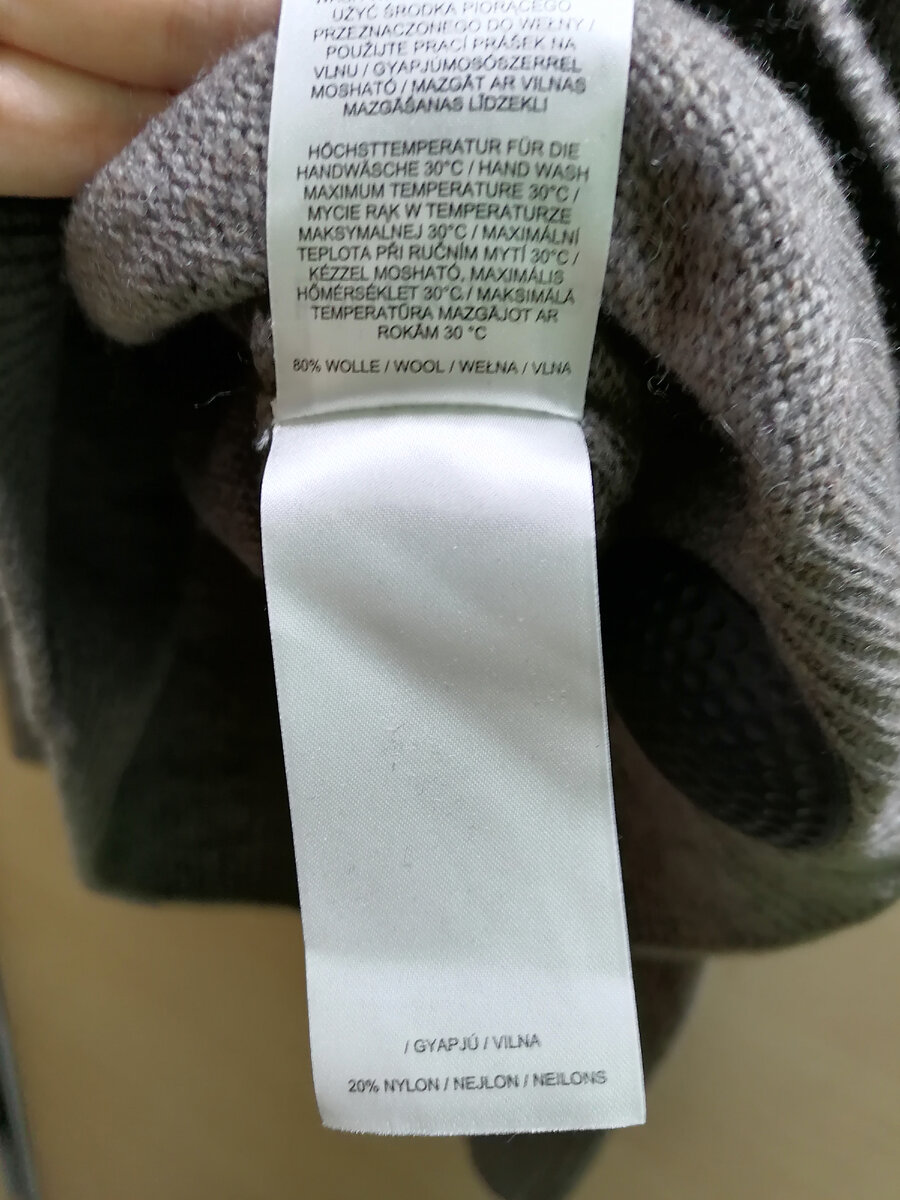 UŻYĆ ŚRODKA PIORĄCEGO
PRZEZNACZONEGO DO WEŁNY /
POUŽIJTE PRACÍ PRÁŠEK NA
VLNU / GYAPJÚMOSÓSZERREL
MOSHATÓ / MAZGĀT AR VILNAS
MAZGĀŠANAS LĪDZEKLI
HÖCHSTTEMPERATUR FÜR DIE
HANDWÄSCHE 30°C / HAND WASH
MAXIMUM TEMPERATURE 30°C /
MYCIE RĄK W TEMPERATURZE
MAKSYMALNEJ 30°C / MAXIMÁLNÍ
TEPLOTA PŘI RUČNÍM MYTÍ 30°C /
KÉZZEL MOSHATÓ, MAXIMÁLIS
HŐMÉRSÉKLET 30°C / MAKSIMĀLĀ
TEMPERATŪRA MAZGĀJOT AR
ROKĀM 30 °C
80% WOLLE / WOOL / WEŁNA / VLNA
/ GYAPJÚ / VILNA
20% NYLON / NEJLON / NEILONS